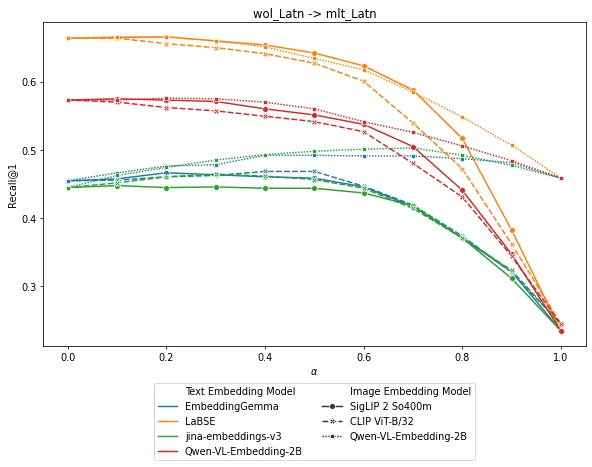 wol_Latn -> mlt_Latn
Recall@1
0.6
0.5
0.4
0.3
0.0 0.2 0.4 0.6 0.8 1.0
α
Text Embedding Model Image Embedding Model
EmbeddingGemma SigLIP 2 So400m
LaBSE CLIP ViT-B/32
jina-embeddings-v3 Qwen-VL-Embedding-2B
Qwen-VL-Embedding-2B